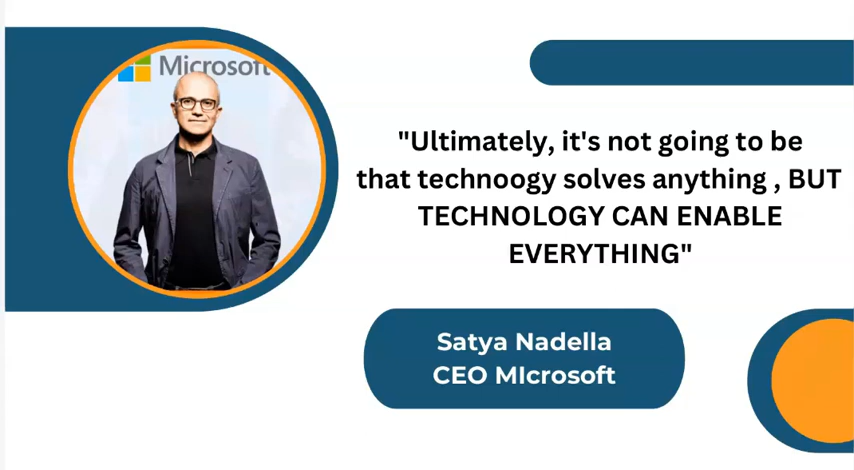 Microsoft
"Ultimately, it's not going to be
that technoogy solves anything , BUT
TECHNOLOGY CAN ENABLE
EVERYTHING"
Satya Nadella
CEO MIcrosoft